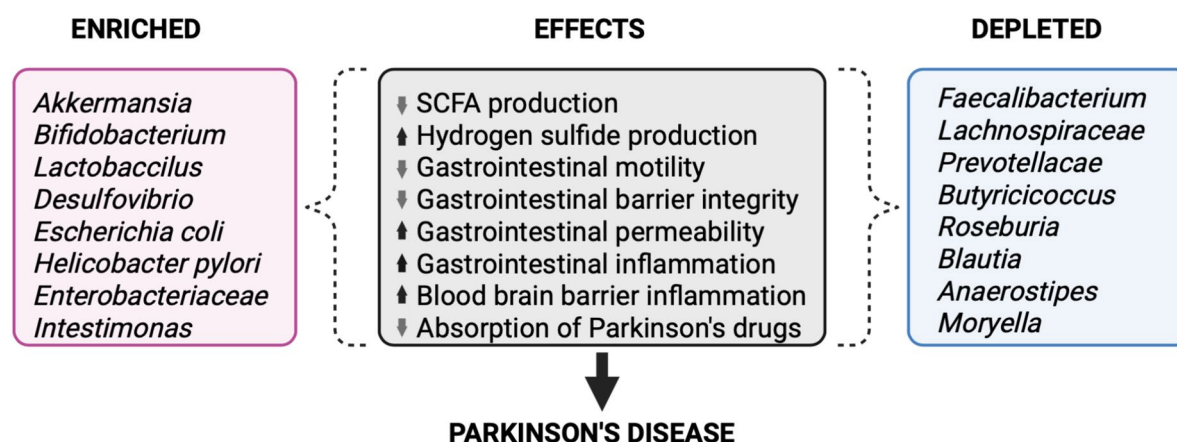 ENRICHED
Akkermansia
Bifidobacterium
Lactobaccilus
Desulfovibrio
Escherichia coli
Helicobacter pylori
Enterobacteriaceae
Intestimonas
EFFECTS
SCFA production
Hydrogen sulfide production
Gastrointestinal motility
Gastrointestinal barrier integrity
Gastrointestinal permeability
Gastrointestinal inflammation
Blood brain barrier inflammation
Absorption of Parkinson's drugs
DEPLETED
Faecalibacterium
Lachnospiraceae
Prevotellacae
Butyricicoccus
Roseburia
Blautia
Anaerostipes
Moryella
PARKINSON'S DISEASE